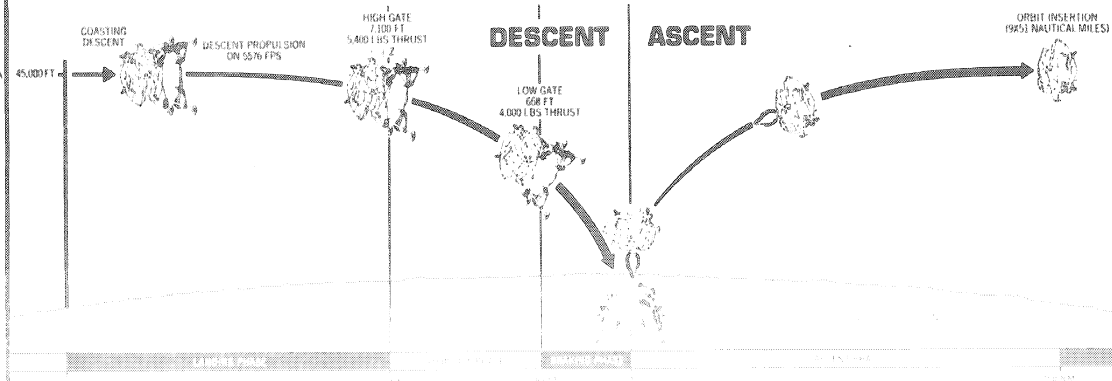 COASTING
DESCENT
45,000 FT
DESCENT PROPULSION
ON 5576 FPS
HIGH GATE
7,100 FT
5,400 LBS THRUST
LOW GATE
668 FT
4,000 LBS THRUST
DESCENT
ASCENT
ORBIT INSERTION
(9X51 NAUTICAL MILES)